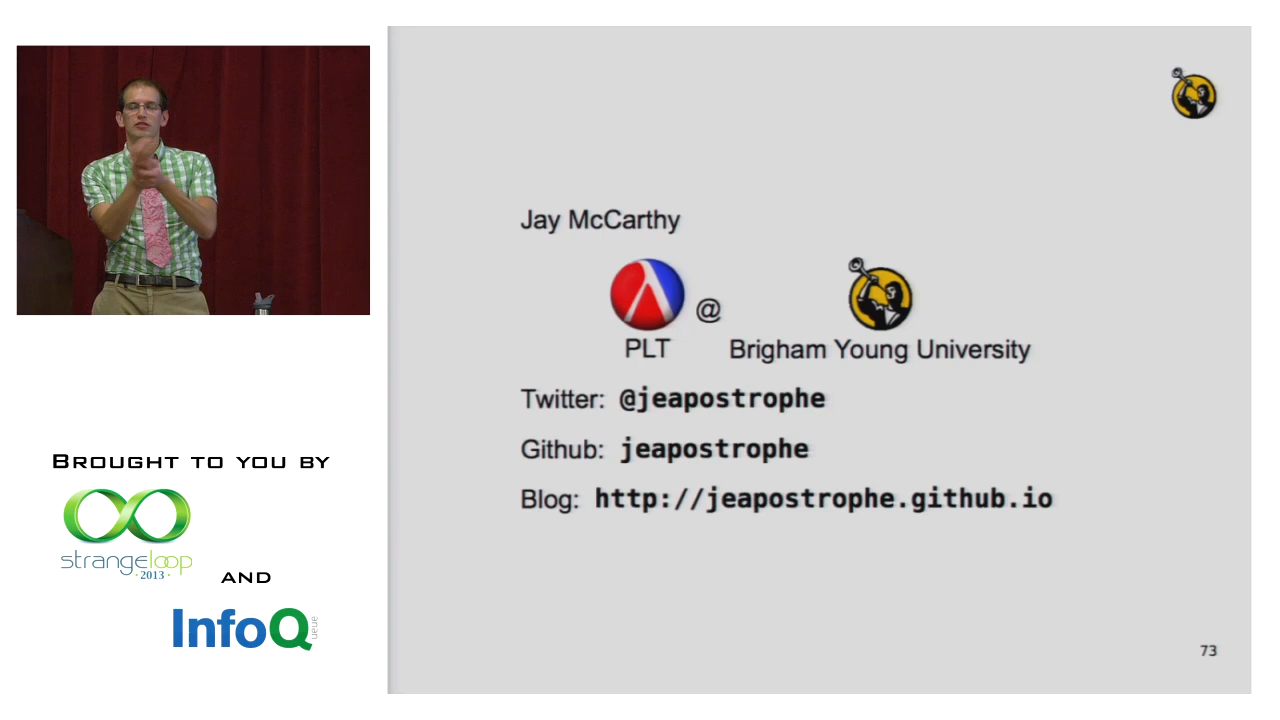 Jay McCarthy
@
PLT Brigham Young University
Twitter: @jeapostrophe
Github: jeapostrophe
Blog: http://jeapostrophe.github.io
73
BROUGHT TO YOU BY
strangeloop
· 2013 ·
AND
InfoQ
ueue